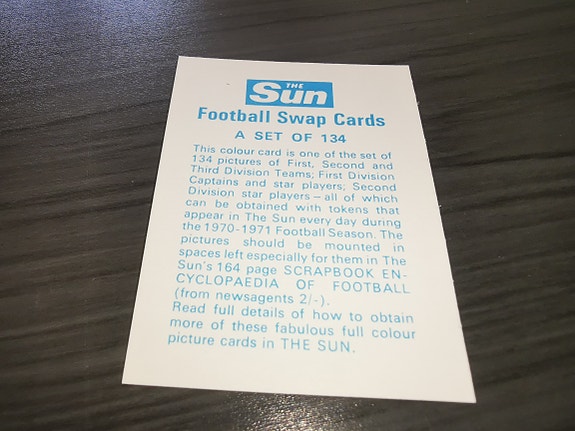 THE
Sun
Football Swap Cards
A SET OF 134
This colour card is one of the set of
134 pictures of First, Second and
Third Division Teams; First Division
Captains and star players; Second
Division star players – all of which
can be obtained with tokens that
appear in The Sun every day during
the 1970-1971 Football Season. The
pictures should be mounted in
spaces left especially for them in The
Sun's 164 page SCRAPBOOK EN-
CYCLOPAEDIA OF FOOTBALL
(from newsagents 2/-).
Read full details of how to obtain
more of these fabulous full colour
picture cards in THE SUN.